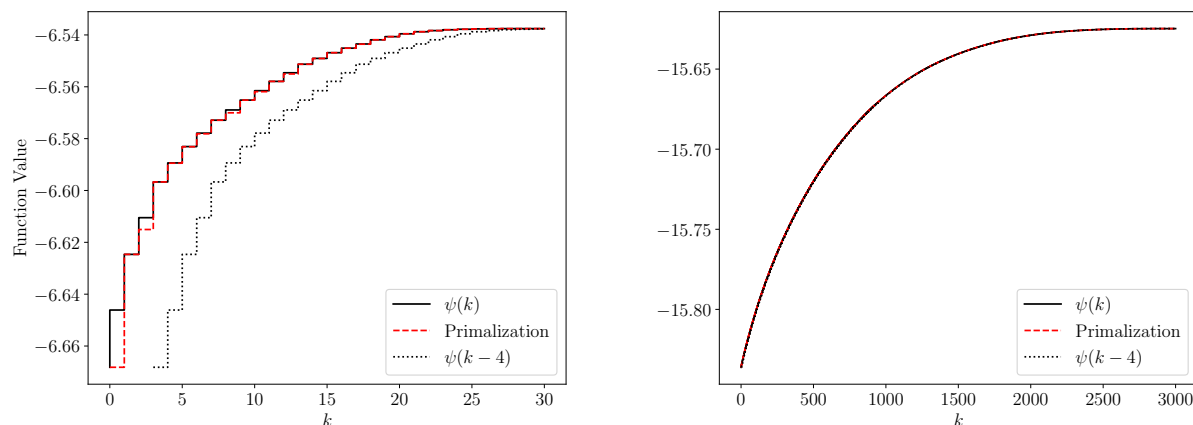 Function Value
−6.54
−6.56
−6.58
−6.60
−6.62
−6.64
−6.66
0 5 10 15 20 25 30
k
ψ(k)
Primalization
ψ(k − 4)
−15.65
−15.70
−15.75
−15.80
0 500 1000 1500 2000 2500 3000
k
ψ(k)
Primalization
ψ(k − 4)